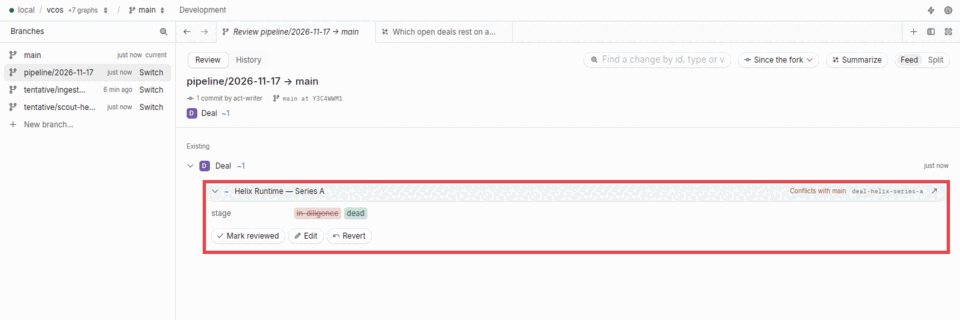 local / vcos +7 graphs / main Development
Branches
Review pipeline/2026-11-17 → main
Which open deals rest on a...
main just now current
pipeline/2026-11-17 just now Switch
tentative/ingest... 6 min ago Switch
tentative/scout-he... just now Switch
+ New branch...
Review History
Find a change by id, type or v
Since the fork
Summarize
Feed Split
pipeline/2026-11-17 → main
1 commit by act-writer main at Y3C4WWM1
D Deal ~1
Existing
D Deal ~1 just now
~ Helix Runtime — Series A Conflicts with main deal-helix-series-a
stage in-diligence dead
Mark reviewed Edit Revert